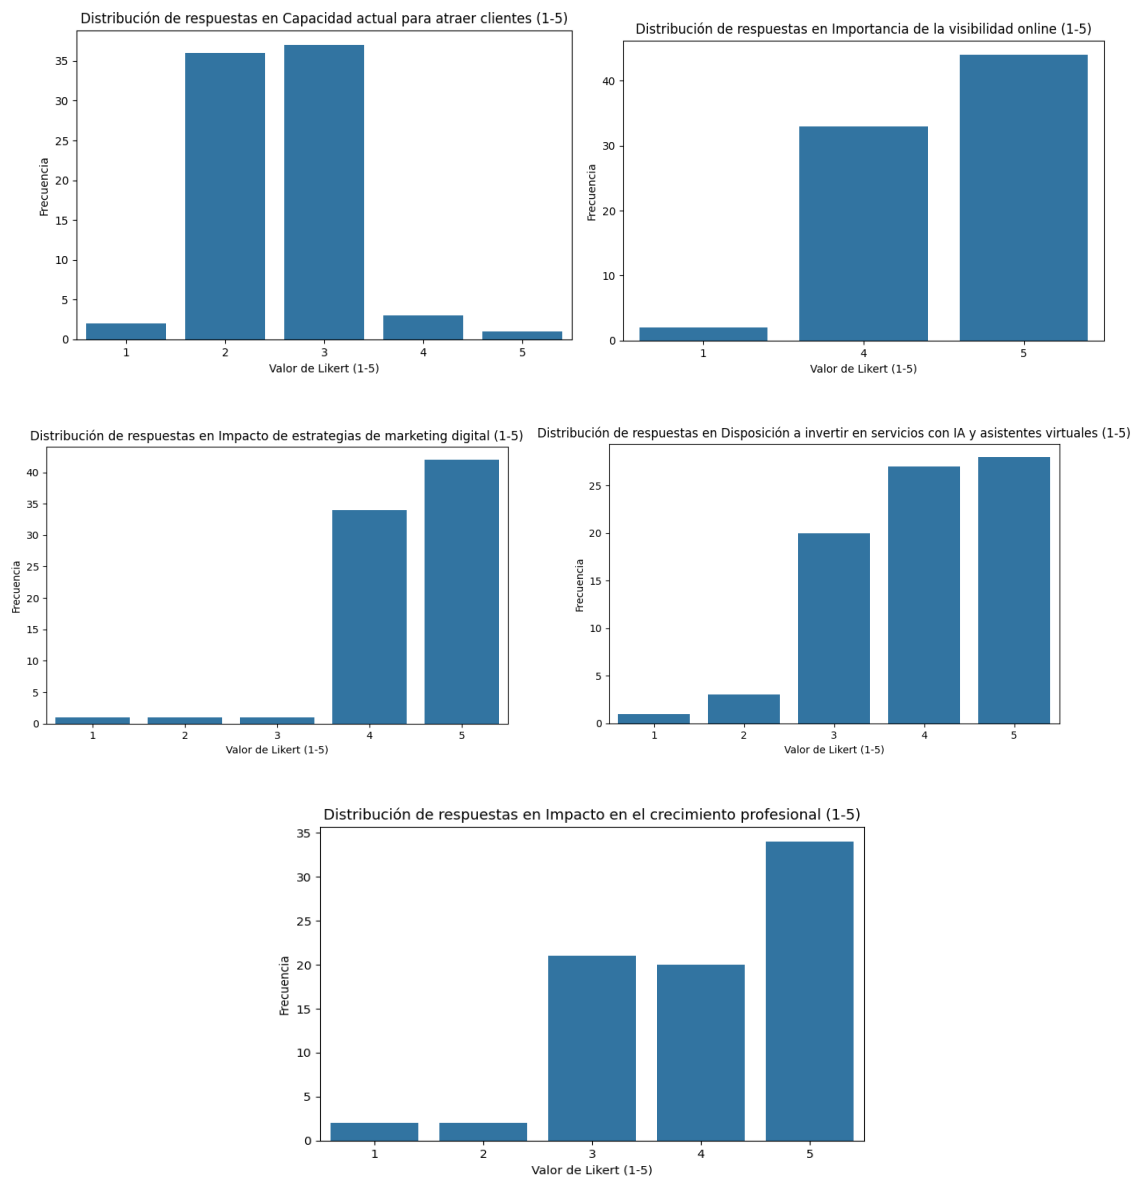 Distribución de respuestas en Capacidad actual para atraer clientes (1-5)
Frecuencia
35
30
25
20
15
10
5
0
1 2 3 4 5
Valor de Likert (1-5)
Distribución de respuestas en Importancia de la visibilidad online (1-5)
Frecuencia
40
30
20
10
0
1 4 5
Valor de Likert (1-5)
Distribución de respuestas en Impacto de estrategias de marketing digital (1-5)
Frecuencia
40
35
30
25
20
15
10
5
0
1 2 3 4 5
Valor de Likert (1-5)
Distribución de respuestas en Disposición a invertir en servicios con IA y asistentes virtuales (1-5)
Frecuencia
25
20
15
10
5
0
1 2 3 4 5
Valor de Likert (1-5)
Distribución de respuestas en Impacto en el crecimiento profesional (1-5)
Frecuencia
35
30
25
20
15
10
5
0
1 2 3 4 5
Valor de Likert (1-5)